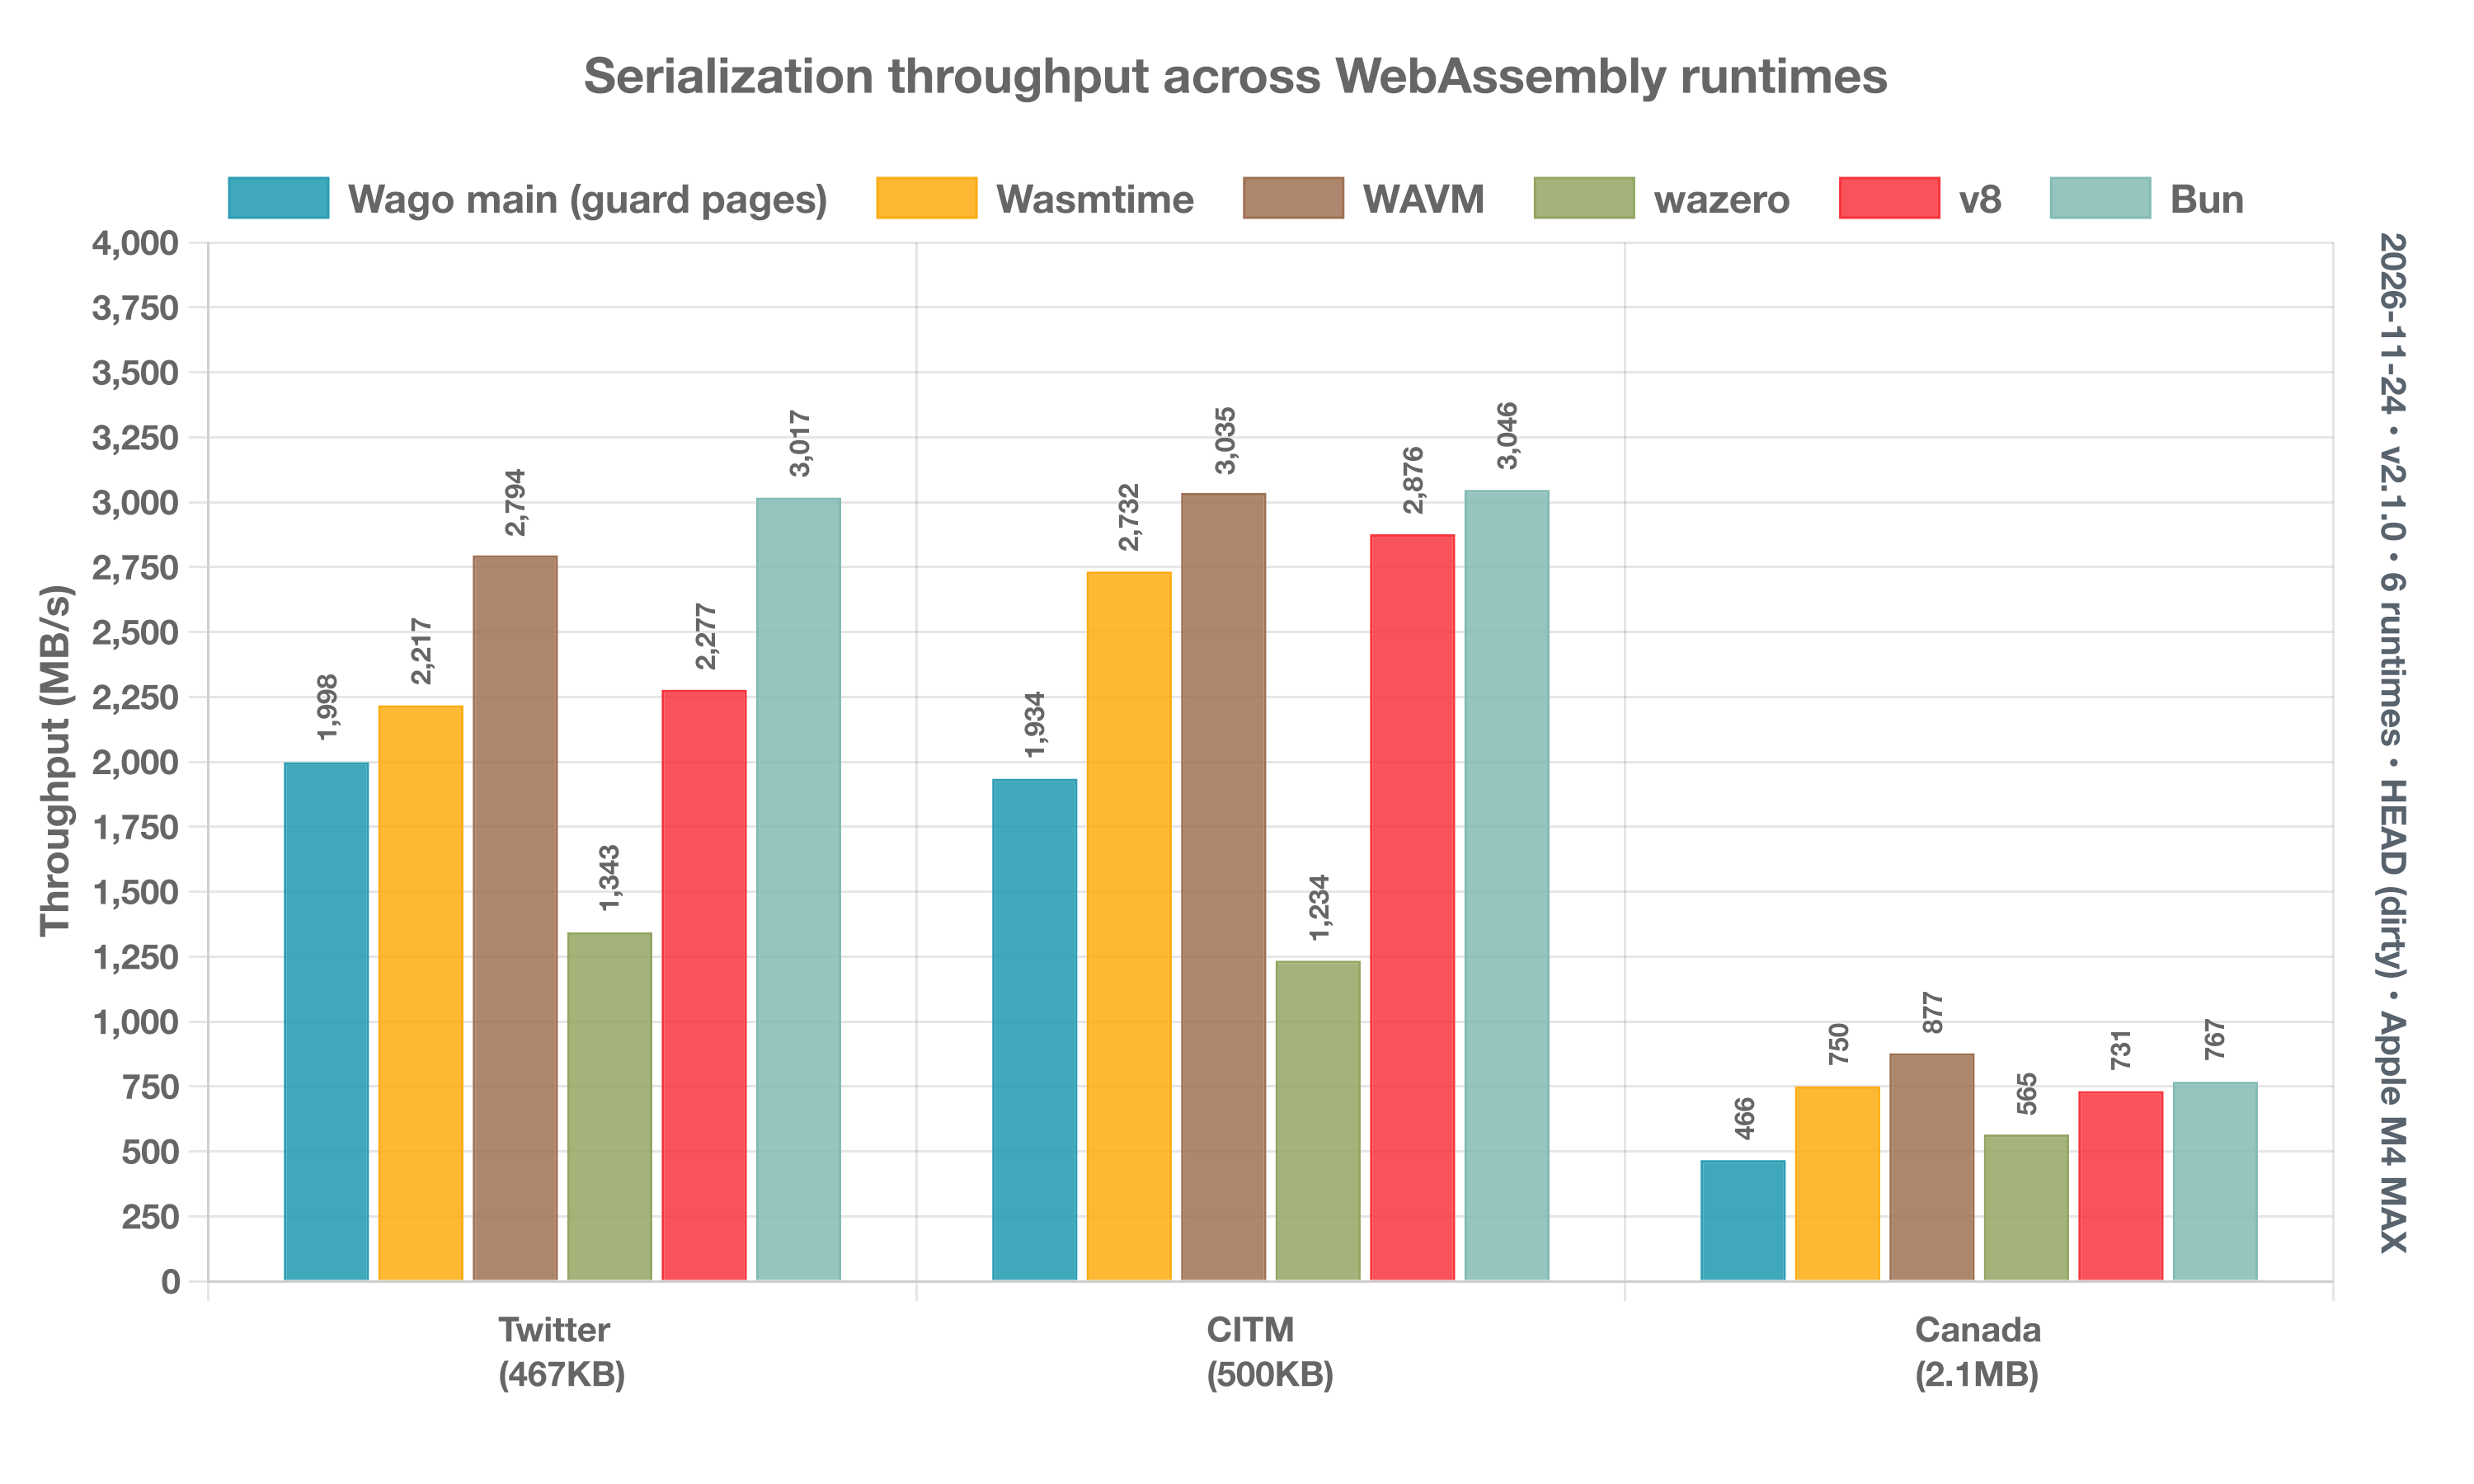 Serialization throughput across WebAssembly runtimes
Wago main (guard pages)
Wasmtime
WAVM
wazero
v8
Bun
Throughput (MB/s)
4,000
3,750
3,500
3,250
3,000
2,750
2,500
2,250
2,000
1,750
1,500
1,250
1,000
750
500
250
0
1,998
2,217
2,794
1,343
2,277
3,017
1,934
2,732
3,035
1,234
2,876
3,046
466
750
877
565
731
767
Twitter
(467KB)
CITM
(500KB)
Canada
(2.1MB)
2026-11-24 • v2.1.0 • 6 runtimes • HEAD (dirty) • Apple M4 MAX